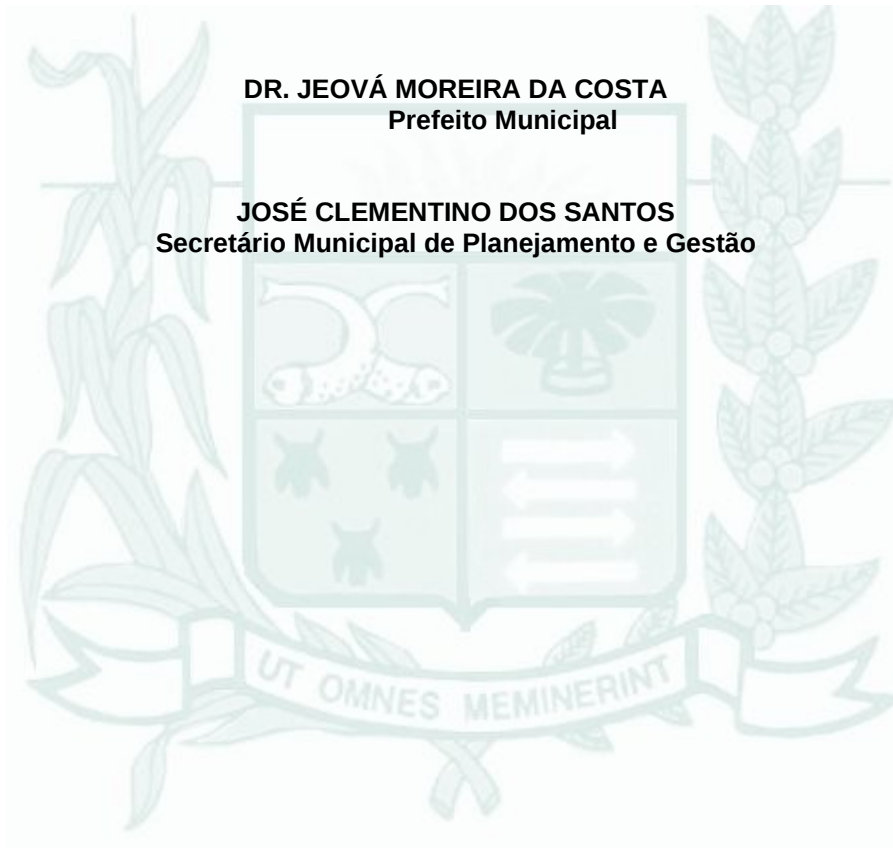 DR. JEOVÁ MOREIRA DA COSTA
Prefeito Municipal
JOSÉ CLEMENTINO DOS SANTOS
Secretário Municipal de Planejamento e Gestão
UT OMNES MEMINERINT